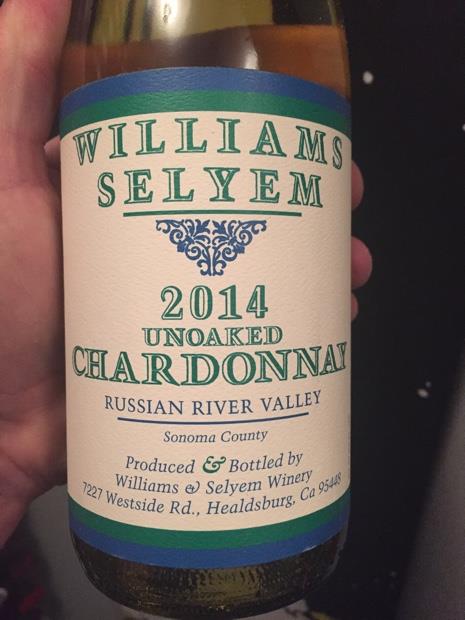 WILLIAMS
SELYEM
2014
UNOAKED
CHARDONNAY
RUSSIAN RIVER VALLEY
Sonoma County
Produced & Bottled by
Williams & Selyem Winery
7227 Westside Rd., Healdsburg, Ca 95448